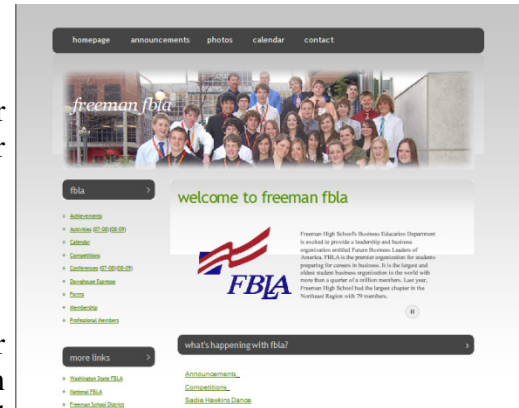 r
r
r
n
homepage announcements photos calendar contact
freeman fbla
fbla >
Achievements
Activities (07-08)(08-09)
Calendar
Competitions
Conferences (07-08)(08-09)
Dawghouse Express
Forms
Membership
Professional Members
more links >
Washington State FBLA
National FBLA
Freeman School District
welcome to freeman fbla
FBLA
Freeman High School's Business Education Department
is excited to provide a leadership and business
organization entitled Future Business Leaders of
America. FBLA is the premier organization for students
preparing for careers in business. It is the largest and
oldest student business organization in the world with
more than a quarter of a million members. Last year,
Freeman High School had the largest chapter in the
Northeast Region with 79 members.
what's happening with fbla? >
Announcements
Competitions
Sadie Hawkins Dance